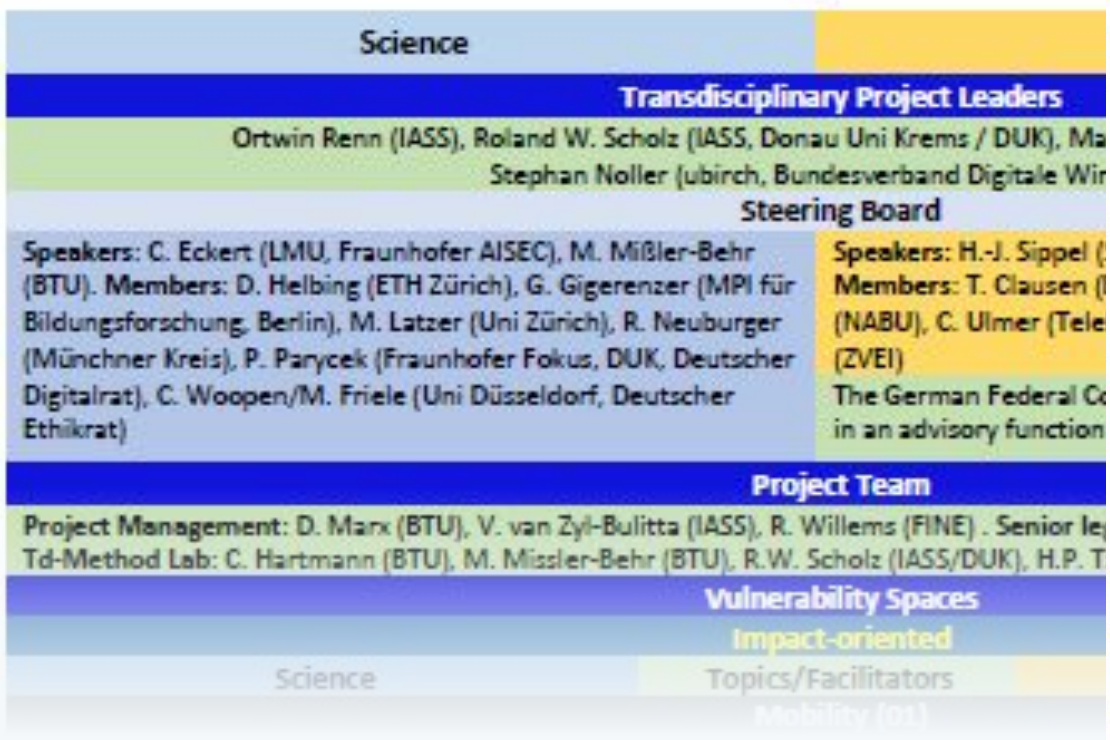 Science
Transdisciplinary Project Leaders
Ortwin Renn (IASS), Roland W. Scholz (IASS, Donau Uni Krems / DUK), Ma
Stephan Noller (ubirch, Bundesverband Digitale Wir
Steering Board
Speakers: C. Eckert (LMU, Fraunhofer AISEC), M. Mißler-Behr
(BTU). Members: D. Helbing (ETH Zürich), G. Gigerenzer (MPI für
Bildungsforschung, Berlin), M. Latzer (Uni Zürich), R. Neuburger
(Münchner Kreis), P. Parycek (Fraunhofer Fokus, DUK, Deutscher
Digitalrat), C. Woopen/M. Friele (Uni Düsseldorf, Deutscher
Ethikrat)
Speakers: H.-J. Sippel (
Members: T. Clausen (
(NABU), C. Ulmer (Tele
(ZVEI)
The German Federal Co
in an advisory function
Project Team
Project Management: D. Marx (BTU), V. van Zyl-Bulitta (IASS), R. Willems (FINE) . Senior le
Td-Method Lab: C. Hartmann (BTU), M. Missler-Behr (BTU), R.W. Scholz (IASS/DUK), H.P. T
Vulnerability Spaces
Impact-oriented
Science
Topics/Facilitators
Mobility (01)